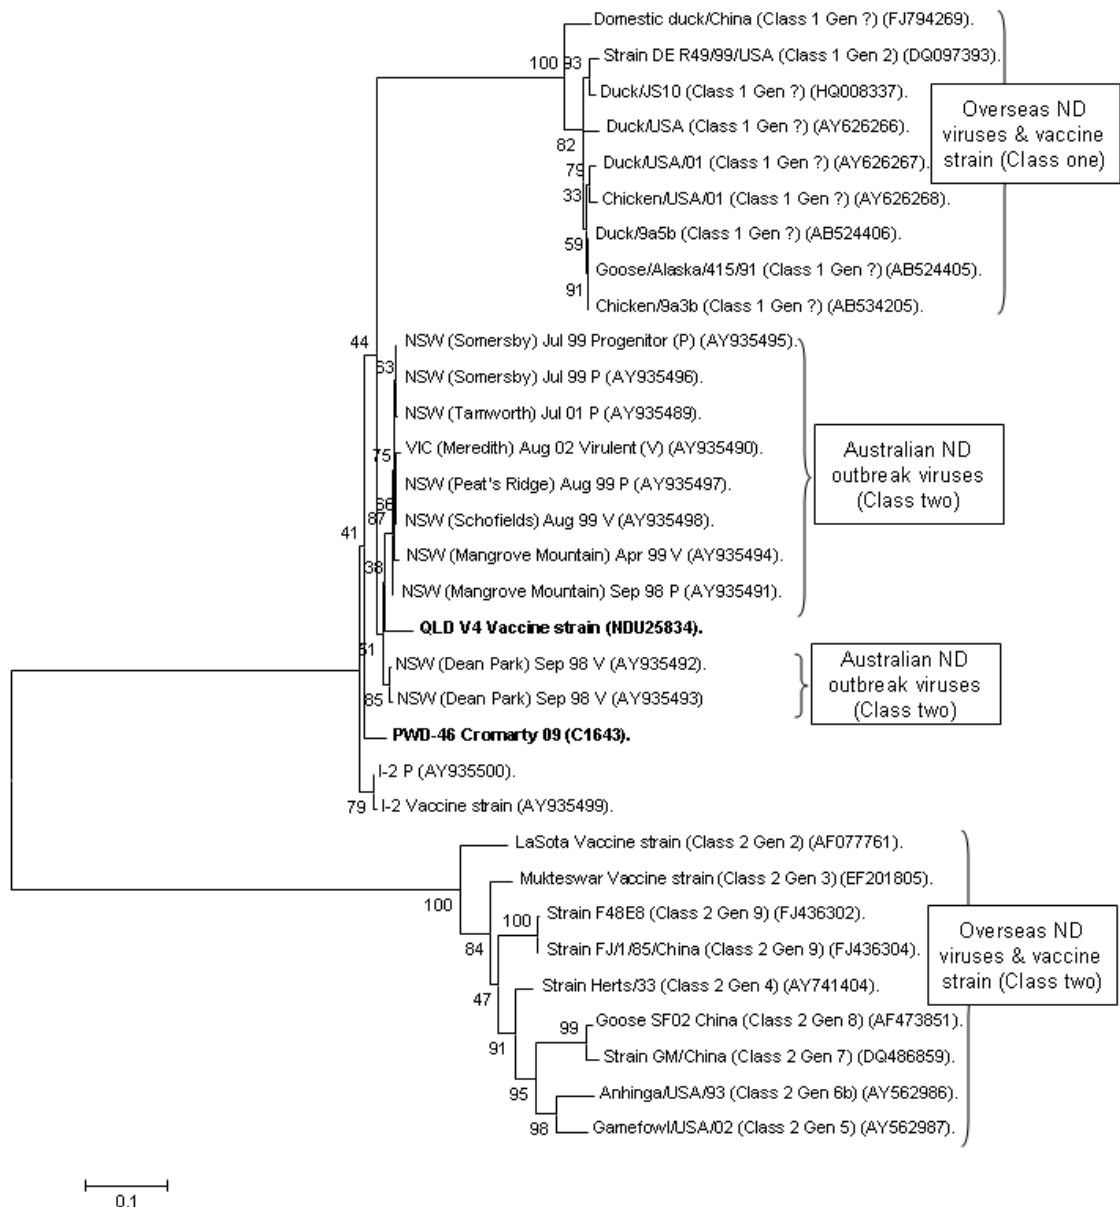 Domestic duck/China (Class 1 Gen ?) (FJ794269).
Strain DE R49/99/USA (Class 1 Gen 2) (DQ097393).
100
93
Duck/JS10 (Class 1 Gen ?) (HQ008337).
Duck/USA (Class 1 Gen ?) (AY626266).
82
79
Duck/USA/01 (Class 1 Gen ?) (AY626267).
33
Chicken/USA/01 (Class 1 Gen ?) (AY626268).
Duck/9a5b (Class 1 Gen ?) (AB524406).
59
Goose/Alaska/415/91 (Class 1 Gen ?) (AB524405).
91
Chicken/9a3b (Class 1 Gen ?) (AB534205).
Overseas ND
viruses & vaccine
strain (Class one)
44
63
NSW (Somersby) Jul 99 Progenitor (P) (AY935495).
NSW (Somersby) Jul 99 P (AY935496).
NSW (Tamworth) Jul 01 P (AY935489).
75
VIC (Meredith) Aug 02 Virulent (V) (AY935490).
NSW (Peat's Ridge) Aug 99 P (AY935497).
66
87
NSW (Schofields) Aug 99 V (AY935498).
41
38
NSW (Mangrove Mountain) Apr 99 V (AY935494).
NSW (Mangrove Mountain) Sep 98 P (AY935491).
Australian ND
outbreak viruses
(Class two)
QLD V4 Vaccine strain (NDU25834).
51
NSW (Dean Park) Sep 98 V (AY935492).
85
NSW (Dean Park) Sep 98 V (AY935493)
Australian ND
outbreak viruses
(Class two)
PWD-46 Cromarty 09 (C1643).
I-2 P (AY935500).
79
I-2 Vaccine strain (AY935499).
LaSota Vaccine strain (Class 2 Gen 2) (AF077761).
Mukteswar Vaccine strain (Class 2 Gen 3) (EF201805).
100
100
Strain F48E8 (Class 2 Gen 9) (FJ436302).
84
Strain FJ/1/85/China (Class 2 Gen 9) (FJ436304).
47
Strain Herts/33 (Class 2 Gen 4) (AY741404).
99
Goose SF02 China (Class 2 Gen 8) (AF473851).
91
Strain GM/China (Class 2 Gen 7) (DQ486859).
95
Anhinga/USA/93 (Class 2 Gen 6b) (AY562986).
98
Gamefowl/USA/02 (Class 2 Gen 5) (AY562987).
Overseas ND
viruses & vaccine
strain (Class two)
0.1